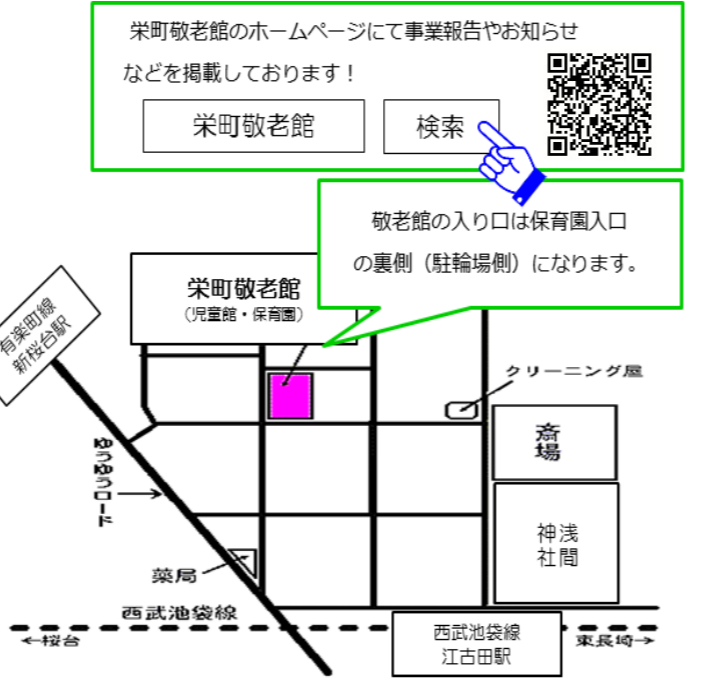 栄町敬老館のホームページにて事業報告やお知らせ
などを掲載しております！
栄町敬老館
検索
敬老館の入り口は保育園入口
の裏側（駐輪場側）になります。
栄町敬老館
（児童館・保育園）
有楽町線
新桜台駅
クリーニング屋
斎場
ゆうゆうロード
浅間
神社
薬局
西武池袋線
←桜台
西武池袋線
江古田駅
東長埼→